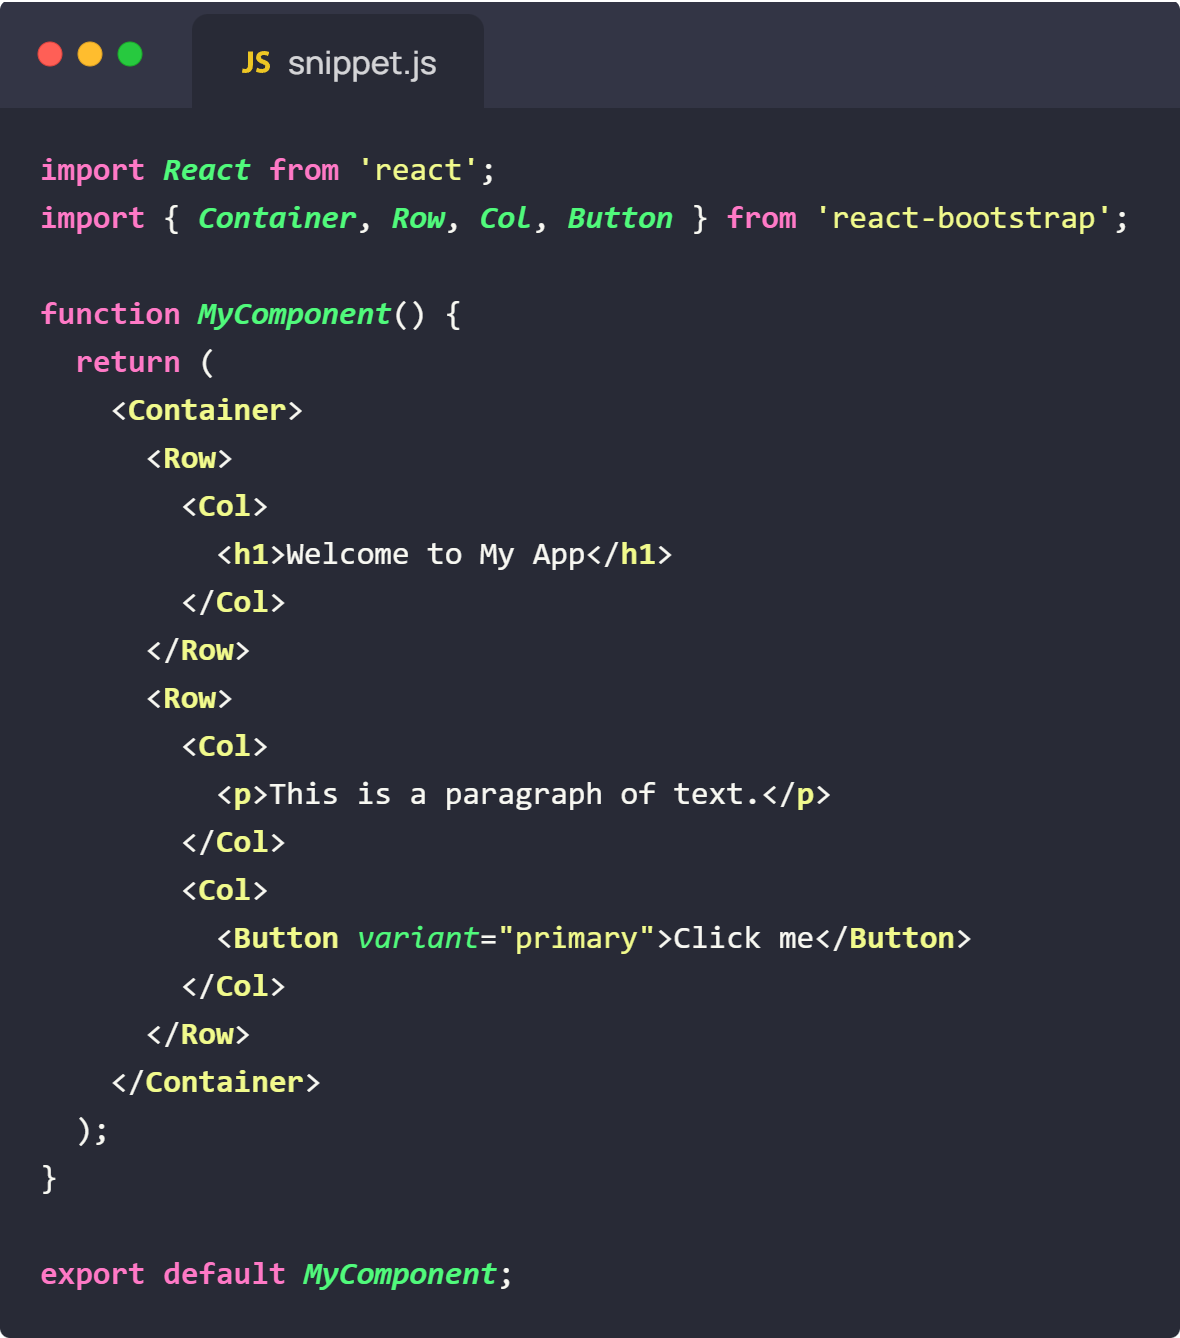 JS snippet.js
import React from 'react';
import { Container, Row, Col, Button } from 'react-bootstrap';

function MyComponent() {
  return (
    <Container>
      <Row>
        <Col>
          <h1>Welcome to My App</h1>
        </Col>
      </Row>
      <Row>
        <Col>
          <p>This is a paragraph of text.</p>
        </Col>
        <Col>
          <Button variant="primary">Click me</Button>
        </Col>
      </Row>
    </Container>
  );
}

export default MyComponent;